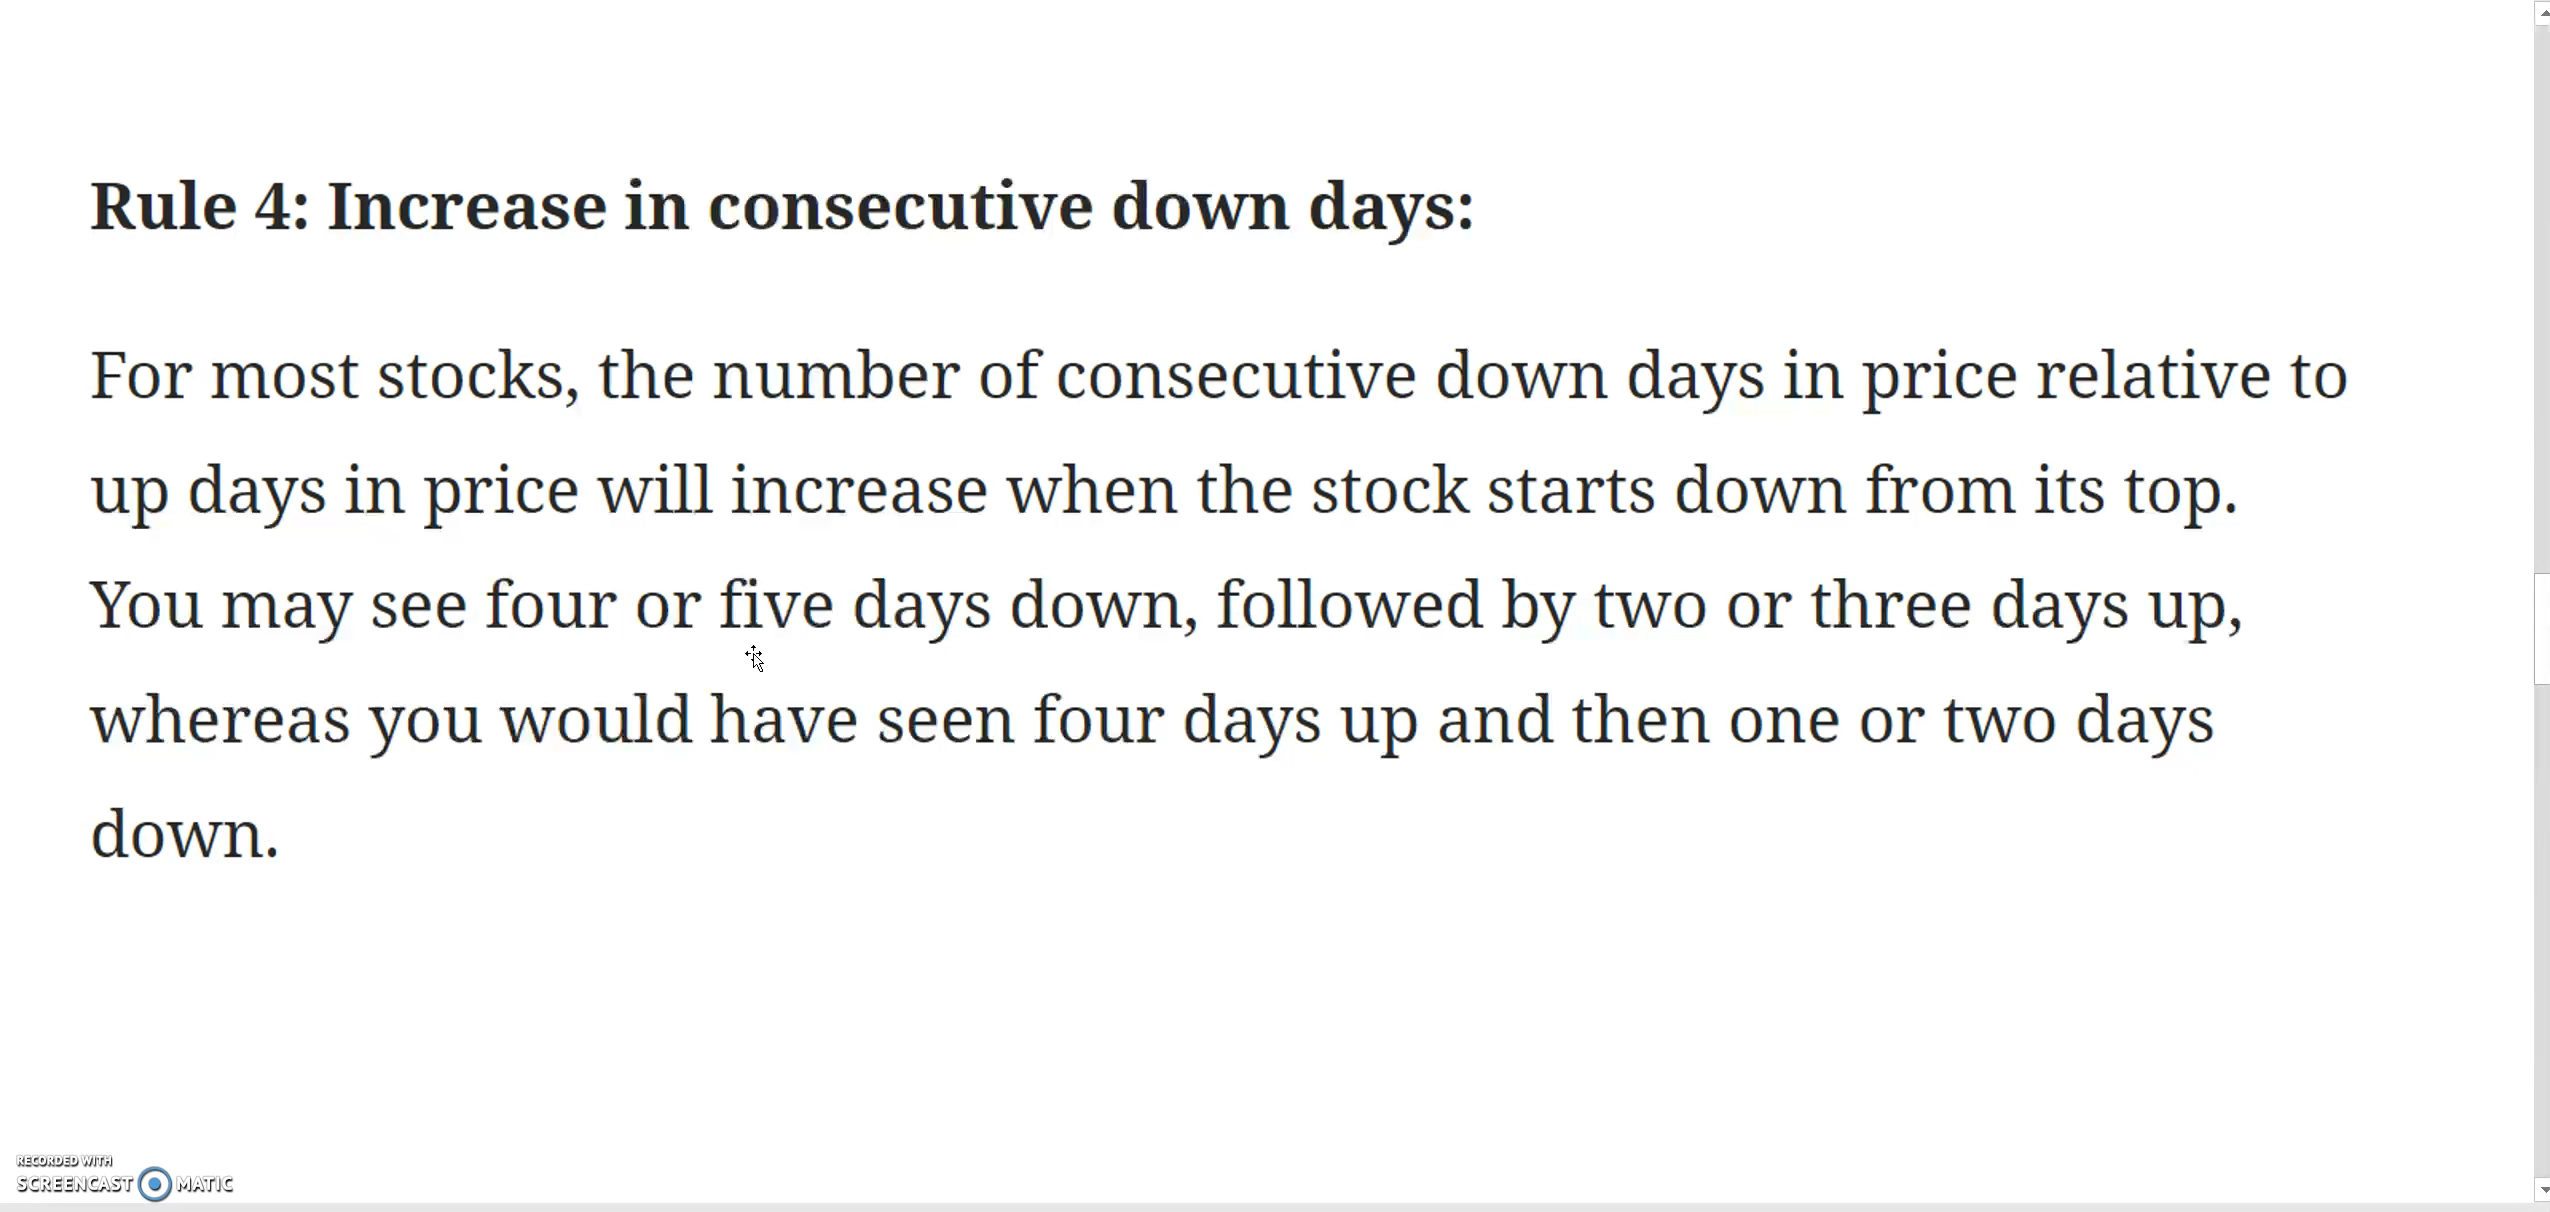 Rule 4: Increase in consecutive down days:
For most stocks, the number of consecutive down days in price relative to
up days in price will increase when the stock starts down from its top.
You may see four or five days down, followed by two or three days up,
whereas you would have seen four days up and then one or two days
down.
RECORDED WITH
SCREENCAST MATIC